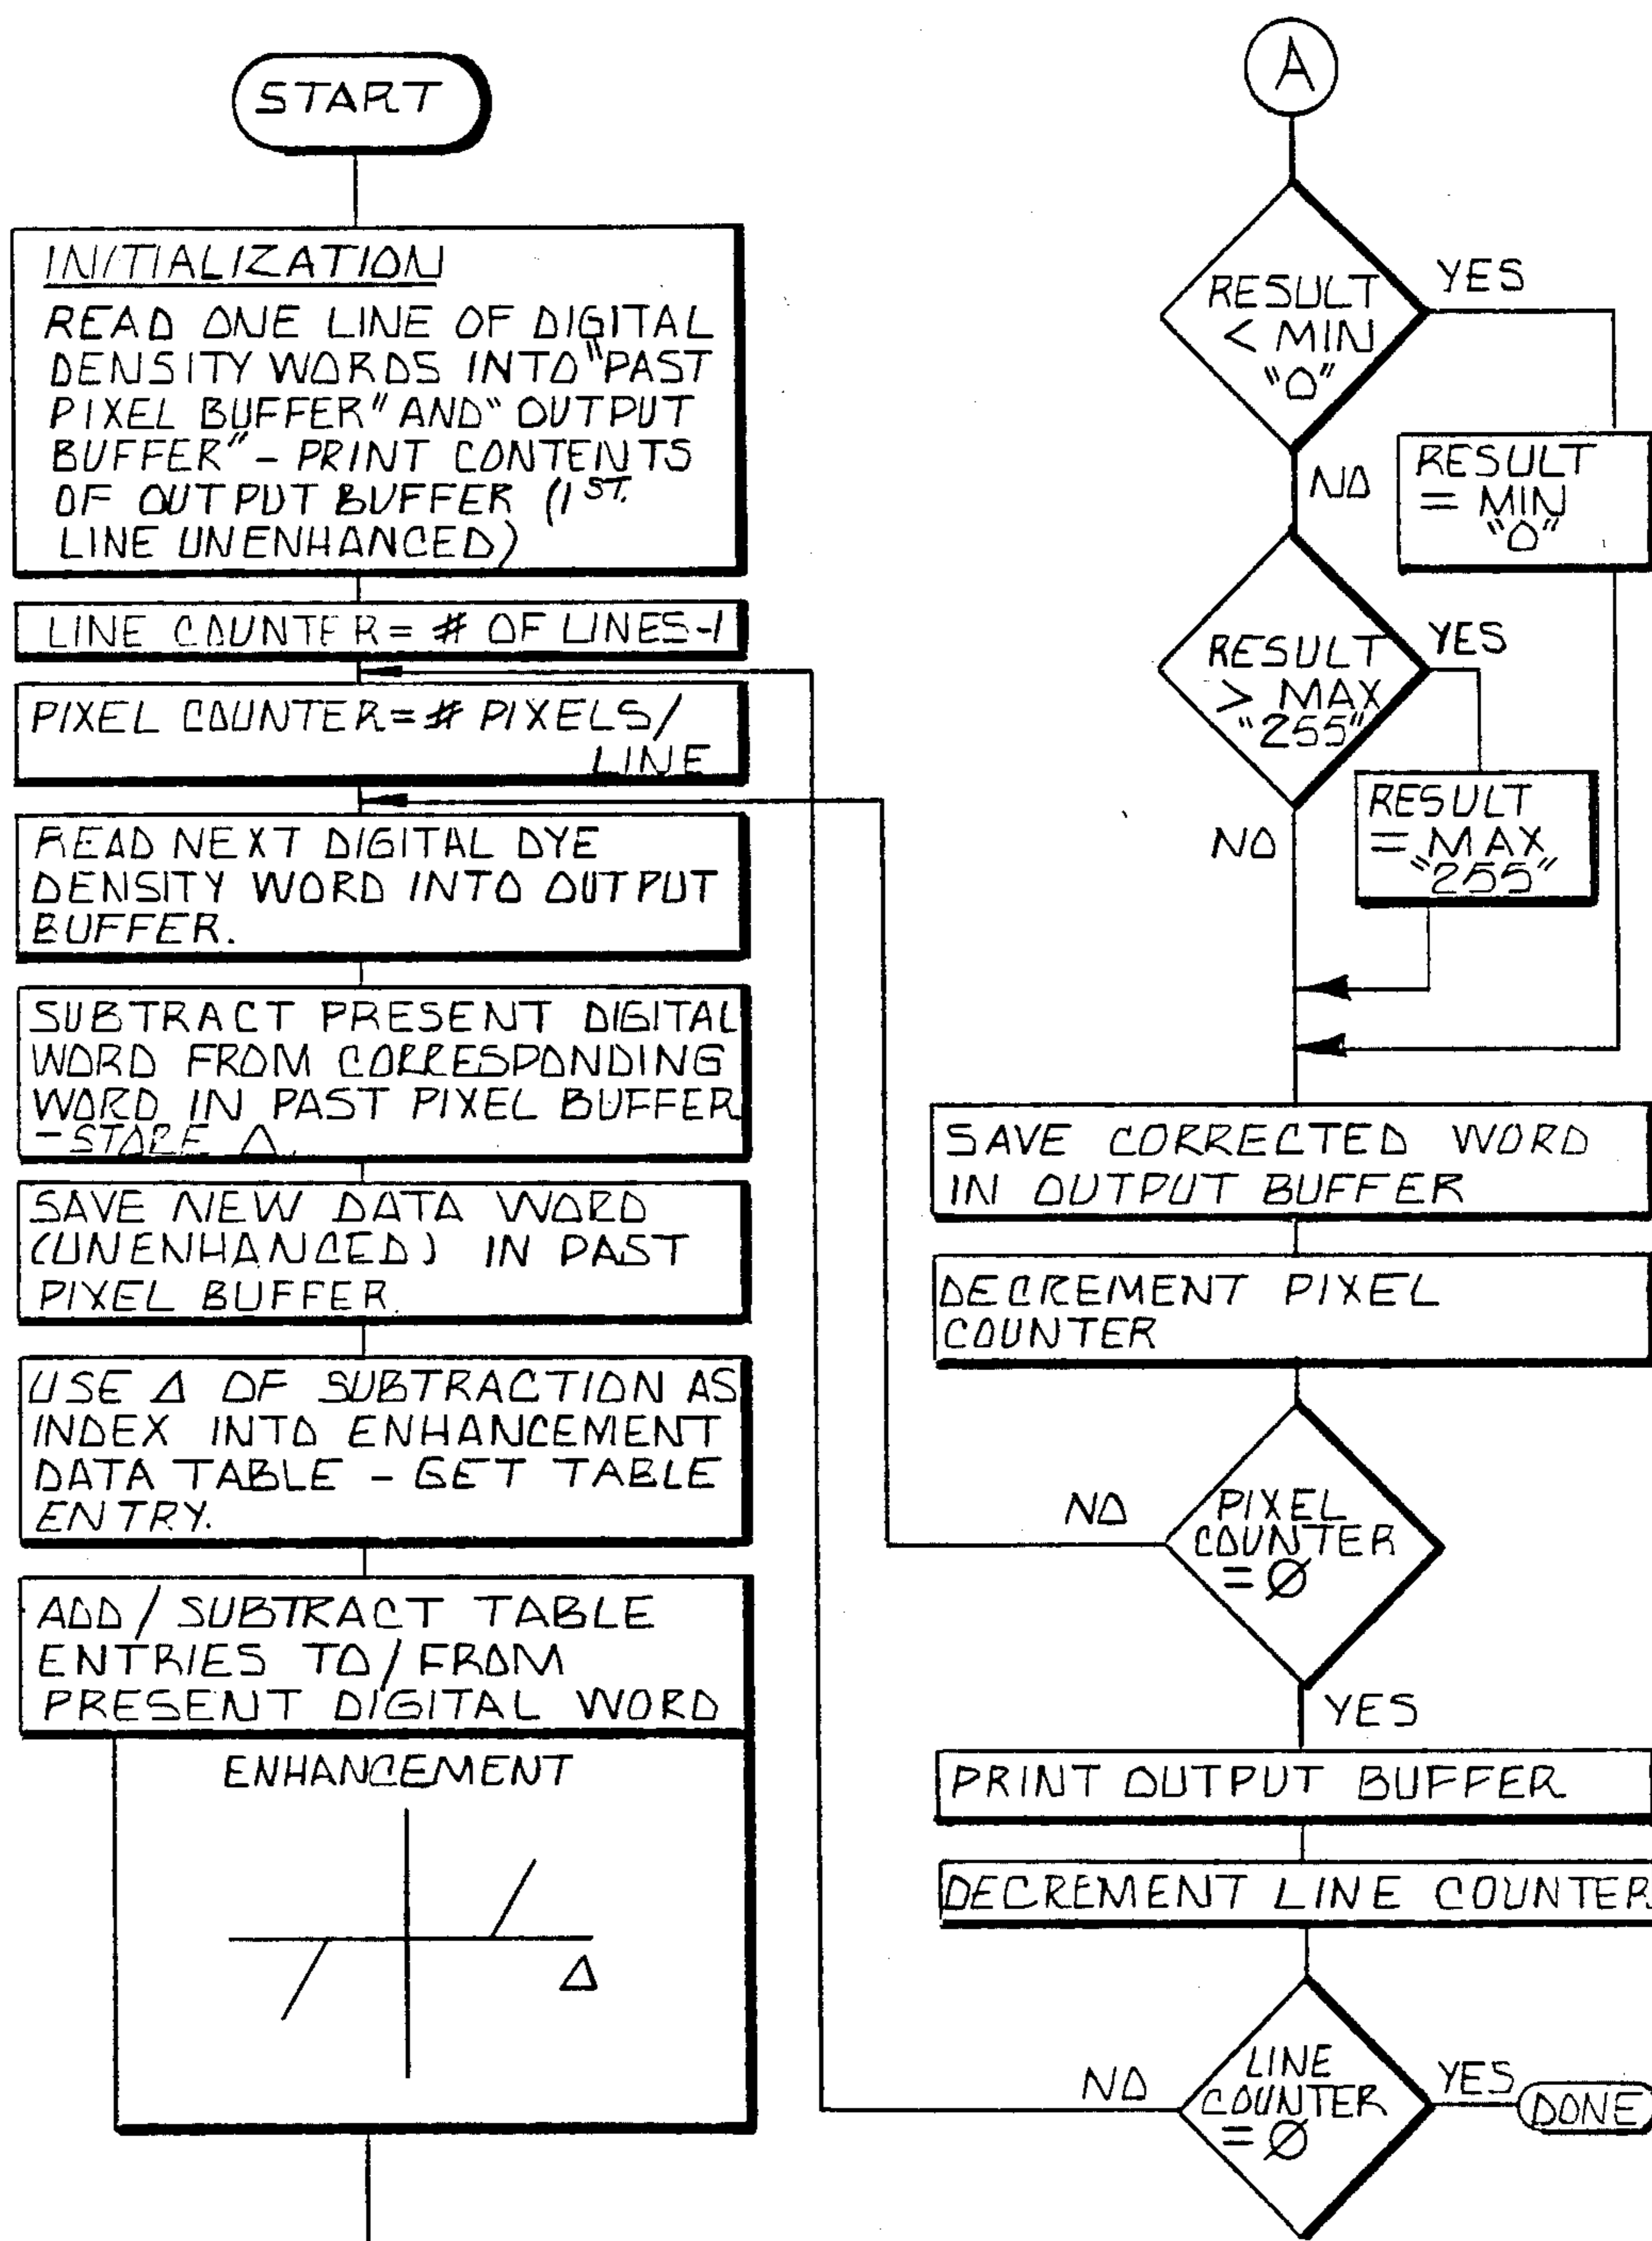 START
INITIALIZATION
READ ONE LINE OF DIGITAL
DENSITY WORDS INTO "PAST
PIXEL BUFFER" AND "OUTPUT
BUFFER" - PRINT CONTENTS
OF OUTPUT BUFFER (1ST.
LINE UNENHANCED)
LINE COUNTER = # OF LINES-1
PIXEL COUNTER = # PIXELS/
LINE
READ NEXT DIGITAL DYE
DENSITY WORD INTO OUTPUT
BUFFER.
SUBTRACT PRESENT DIGITAL
WORD FROM CORRESPONDING
WORD IN PAST PIXEL BUFFER
- STORE Δ.
SAVE NEW DATA WORD
(UNENHANCED) IN PAST
PIXEL BUFFER.
USE Δ OF SUBTRACTION AS
INDEX INTO ENHANCEMENT
DATA TABLE - GET TABLE
ENTRY.
ADD / SUBTRACT TABLE
ENTRIES TO / FROM
PRESENT DIGITAL WORD
ENHANCEMENT
Δ
A
RESULT
< MIN
"0"
YES
NO
RESULT
= MIN
"0"
RESULT
> MAX
"255"
YES
NO
RESULT
= MAX
"255"
SAVE CORRECTED WORD
IN OUTPUT BUFFER
DECREMENT PIXEL
COUNTER
NO
PIXEL
COUNTER
= Ø
YES
PRINT OUTPUT BUFFER
DECREMENT LINE COUNTER
NO
LINE
COUNTER
= Ø
YES
DONE